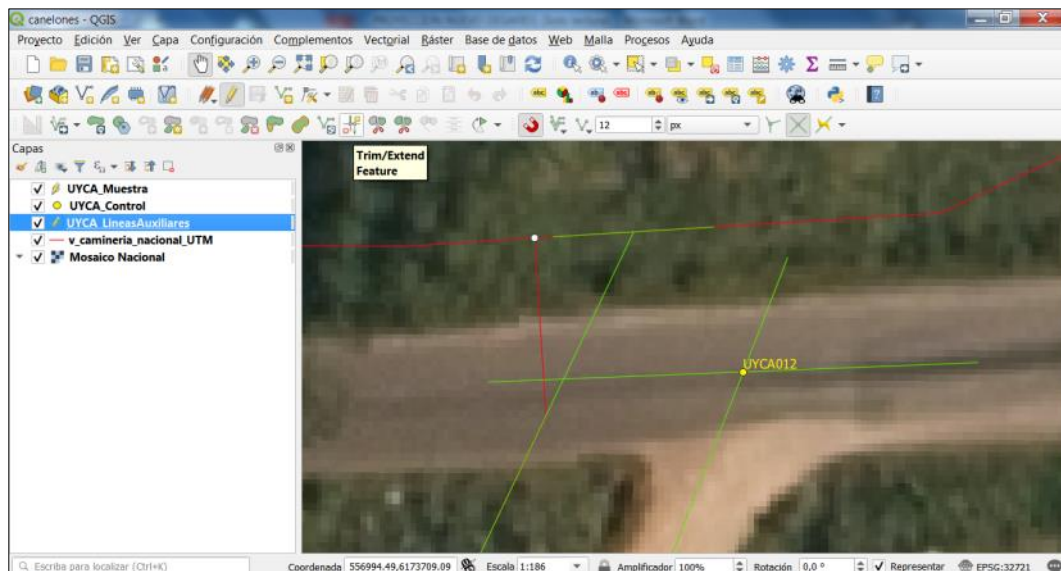 canelones - QGIS
Proyecto Edición Ver Capa Configuración Complementos Vectorial Ráster Base de datos Web Malla Procesos Ayuda
12 px
Capas
Trim/Extend
Feature
UYCA_Muestra
UYCA_Control
UYCA_LineasAuxiliares
v_camineria_nacional_UTM
Mosaico Nacional
UYCA012
Escriba para localizar (Ctrl+K) Coordenada 556994.49,6173709.09 Escala 1:186 Amplificador 100% Rotación 0,0 ° Representar EPSG:32721